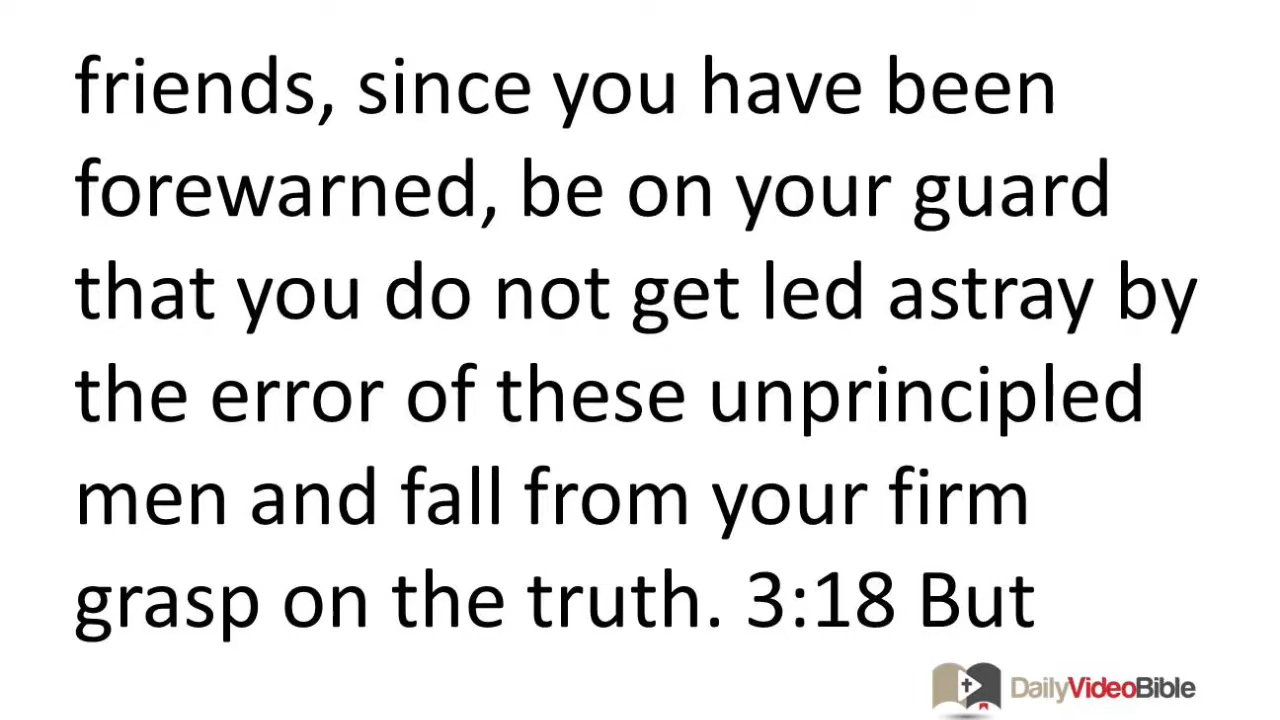 friends, since you have been
forewarned, be on your guard
that you do not get led astray by
the error of these unprincipled
men and fall from your firm
grasp on the truth. 3:18 But
DailyVideoBible